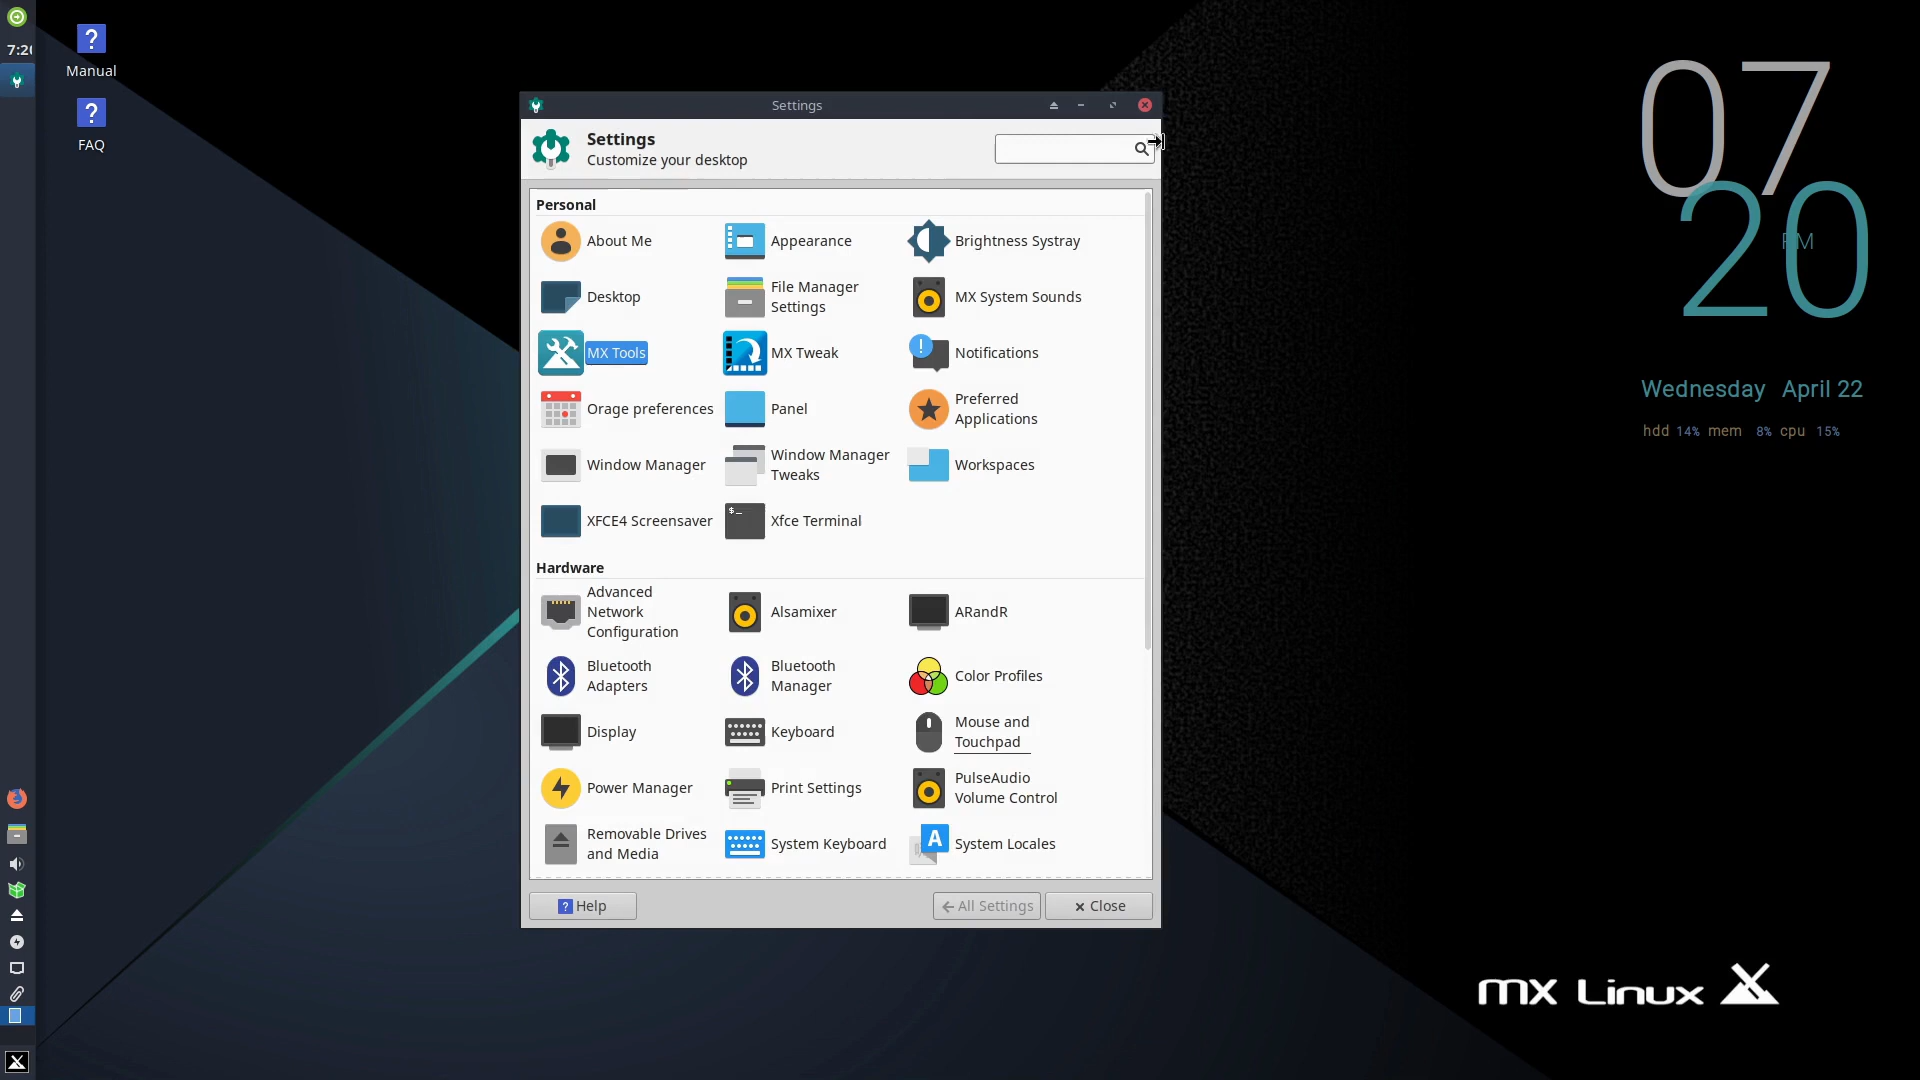 7:20
Manual
FAQ
Settings
Settings
Customize your desktop
Personal
About Me
Appearance
Brightness Systray
Desktop
File Manager
Settings
MX System Sounds
MX Tools
MX Tweak
Notifications
Orage preferences
Panel
Preferred
Applications
Window Manager
Window Manager
Tweaks
Workspaces
XFCE4 Screensaver
Xfce Terminal
Hardware
Advanced
Network
Configuration
Alsamixer
ARandR
Bluetooth
Adapters
Bluetooth
Manager
Color Profiles
Display
Keyboard
Mouse and
Touchpad
Power Manager
Print Settings
PulseAudio
Volume Control
Removable Drives
and Media
System Keyboard
System Locales
Help
All Settings
Close
07
20
PM
Wednesday April 22
hdd 14% mem 8% cpu 15%
mx Linux